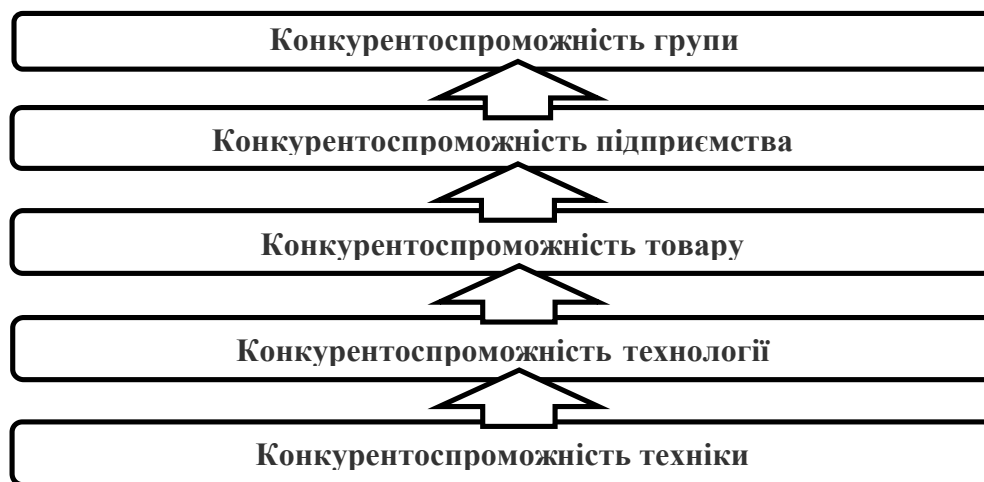 Конкурентоспроможність групи
Конкурентоспроможність підприємства
Конкурентоспроможність товару
Конкурентоспроможність технології
Конкурентоспроможність техніки